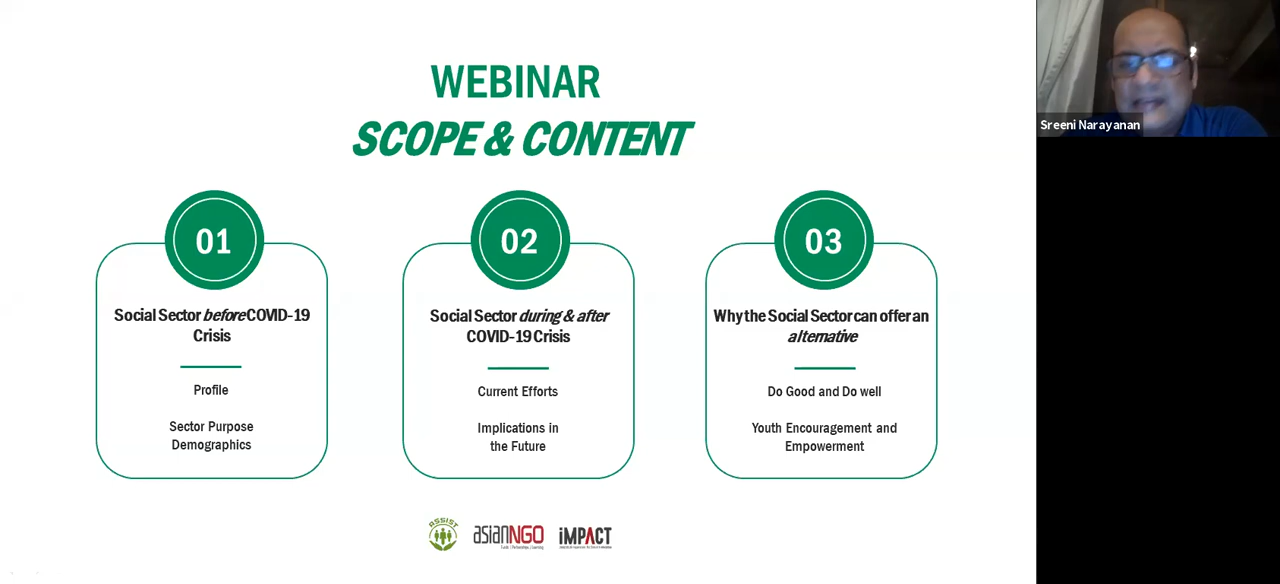 WEBINAR
SCOPE & CONTENT
01
Social Sector before COVID-19
Crisis
Profile
Sector Purpose
Demographics
02
Social Sector during & after
COVID-19 Crisis
Current Efforts
Implications in
the Future
03
Why the Social Sector can offer an
alternative
Do Good and Do well
Youth Encouragement and
Empowerment
ASSIST
asianNGO
iMPACT
Sreeni Narayanan